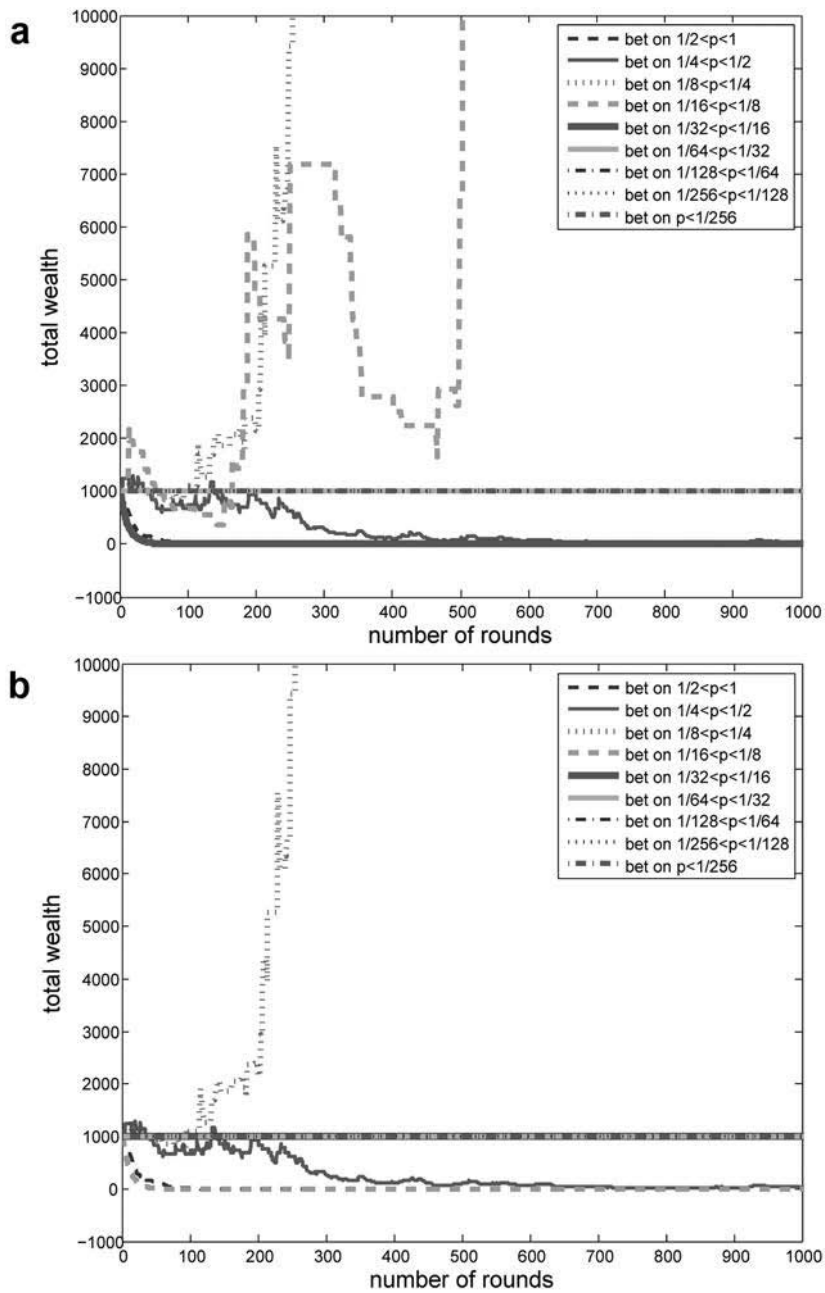 a
10000
9000
8000
7000
6000
5000
4000
3000
2000
1000
0
−1000
total wealth
bet on 1/2<p<1
bet on 1/4<p<1/2
bet on 1/8<p<1/4
bet on 1/16<p<1/8
bet on 1/32<p<1/16
bet on 1/64<p<1/32
bet on 1/128<p<1/64
bet on 1/256<p<1/128
bet on p<1/256
0 100 200 300 400 500 600 700 800 900 1000
number of rounds
b
10000
9000
8000
7000
6000
5000
4000
3000
2000
1000
0
−1000
total wealth
bet on 1/2<p<1
bet on 1/4<p<1/2
bet on 1/8<p<1/4
bet on 1/16<p<1/8
bet on 1/32<p<1/16
bet on 1/64<p<1/32
bet on 1/128<p<1/64
bet on 1/256<p<1/128
bet on p<1/256
0 100 200 300 400 500 600 700 800 900 1000
number of rounds